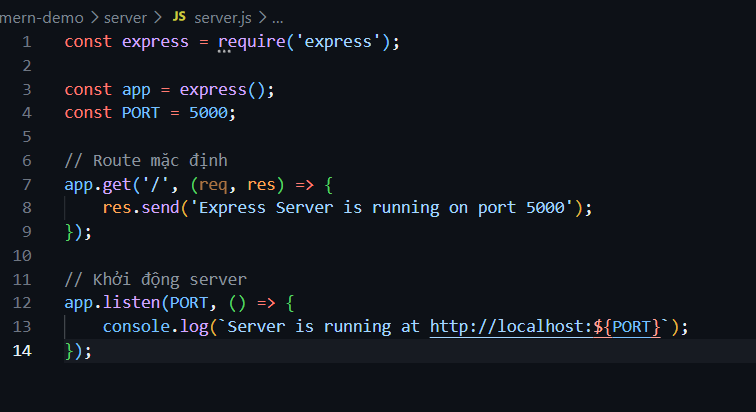 mern-demo > server > JS server.js > ...
1 const express = require('express');
2
3 const app = express();
4 const PORT = 5000;
5
6 // Route mặc định
7 app.get('/', (req, res) => {
8     res.send('Express Server is running on port 5000');
9 });
10
11 // Khởi động server
12 app.listen(PORT, () => {
13     console.log(`Server is running at http://localhost:${PORT}`);
14 });